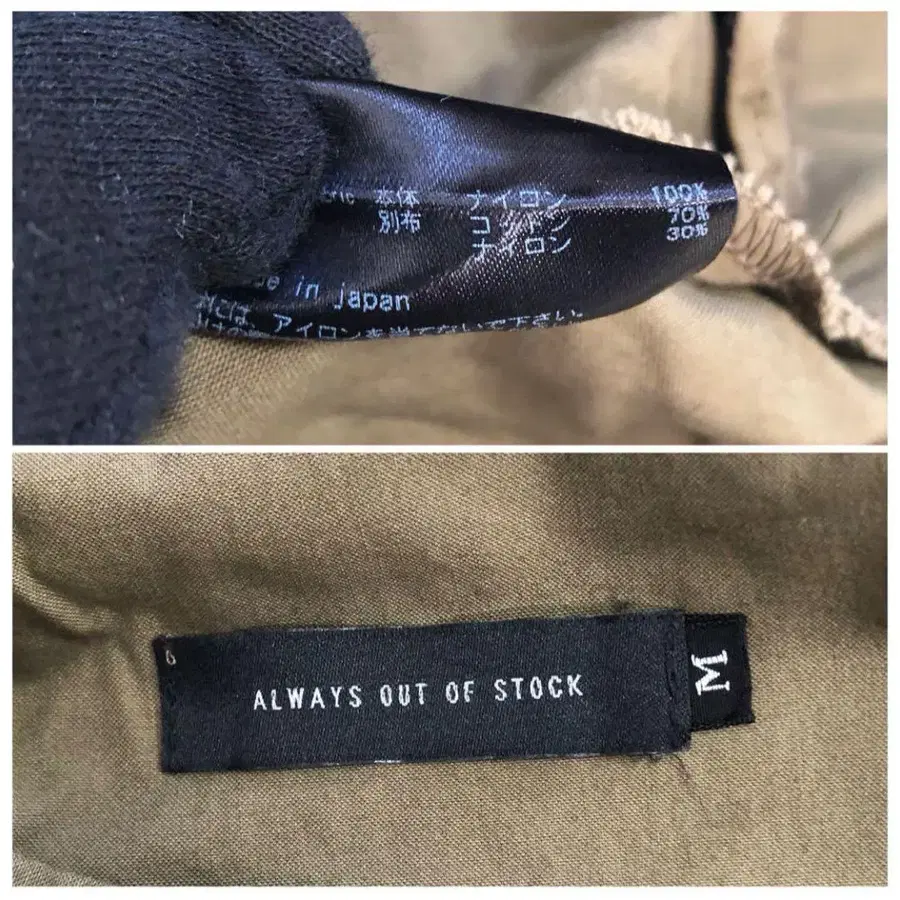 本体 ナイロン 100%
別布 コットン 70%
ナイロン 30%
in japan
は、アイロンを当てないで下さい。
ALWAYS OUT OF STOCK
M